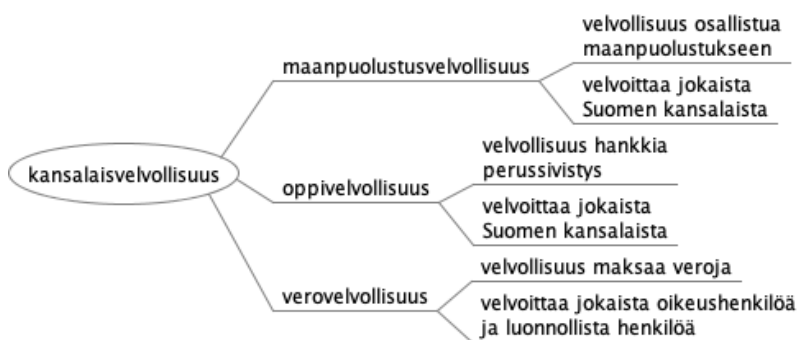 velvollisuus osallistua
maanpuolustukseen
maanpuolustusvelvollisuus
velvoittaa jokaista
Suomen kansalaista
velvollisuus hankkia
perussivistys
kansalaisvelvollisuus
oppivelvollisuus
velvoittaa jokaista
Suomen kansalaista
velvollisuus maksaa veroja
verovelvollisuus
velvoittaa jokaista oikeushenkilöä
ja luonnollista henkilöä